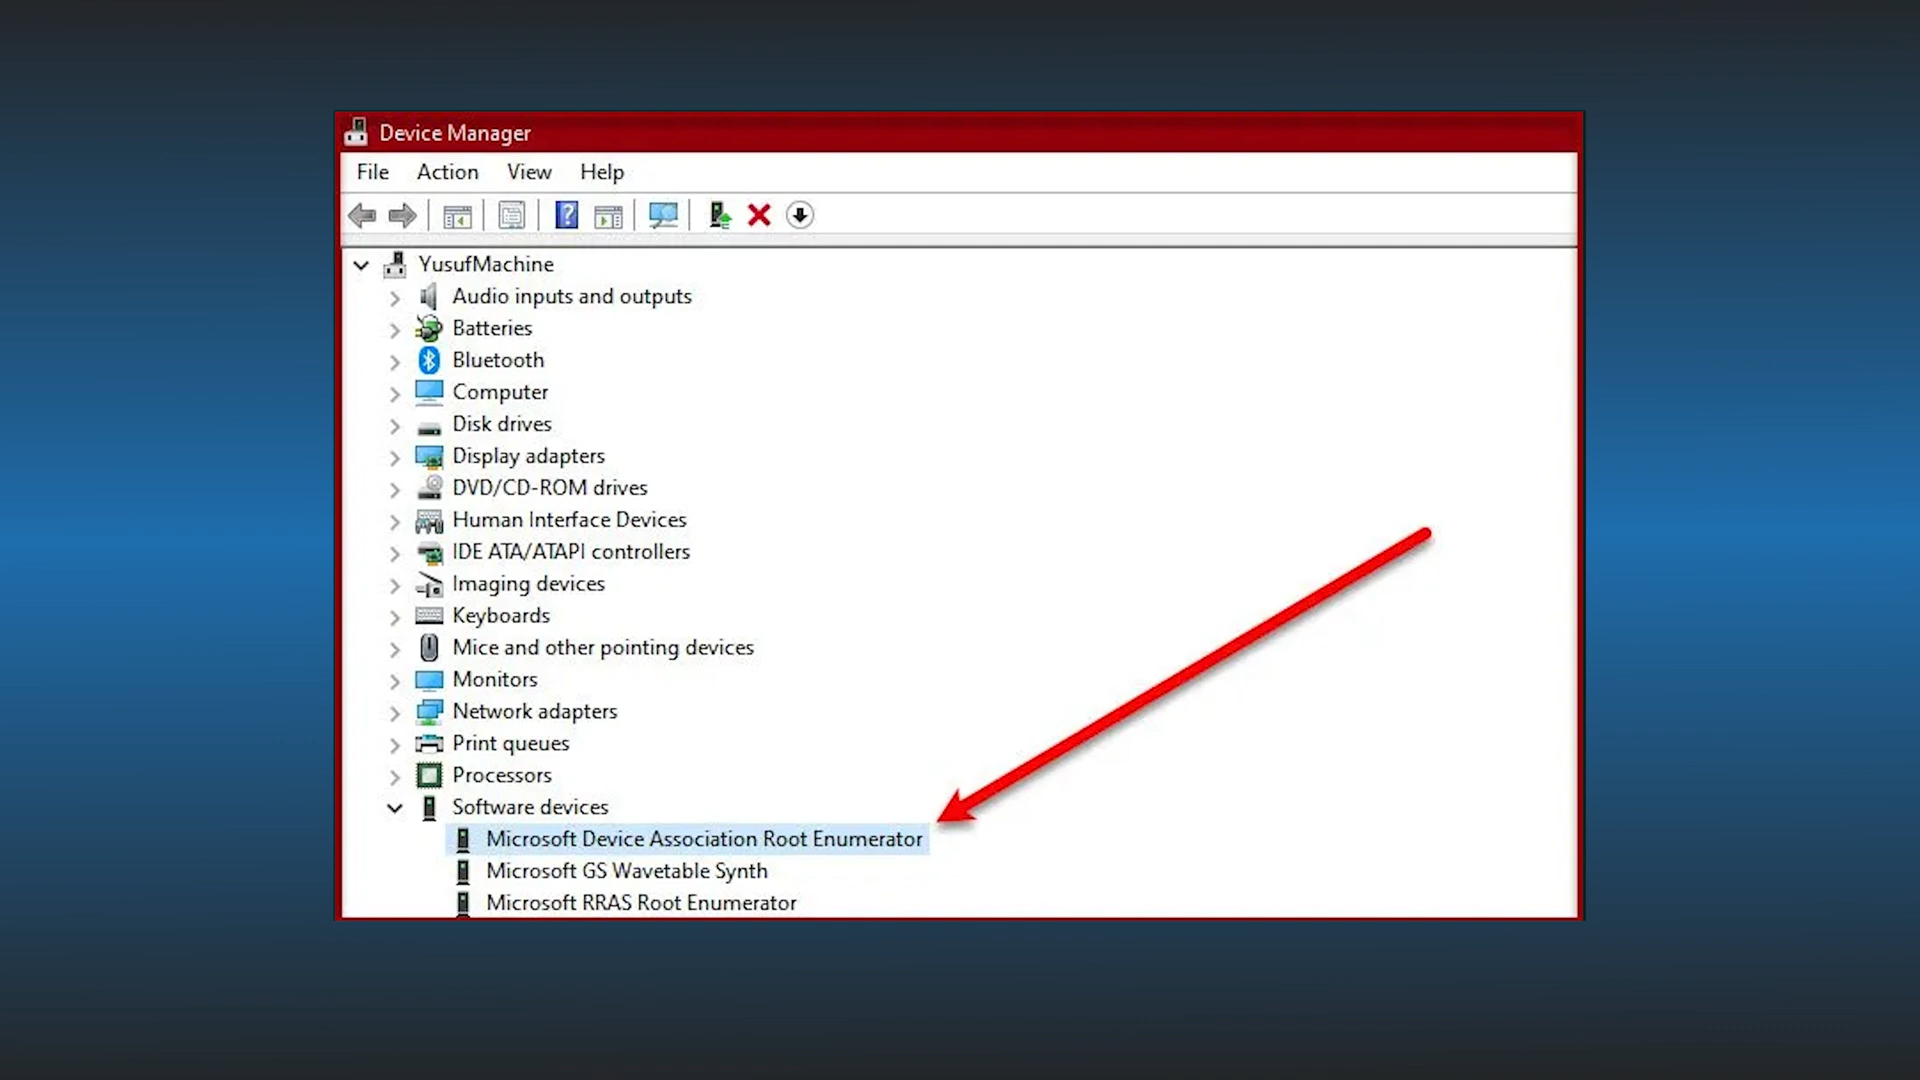 Device Manager
File Action View Help
YusufMachine
Audio inputs and outputs
Batteries
Bluetooth
Computer
Disk drives
Display adapters
DVD/CD-ROM drives
Human Interface Devices
IDE ATA/ATAPI controllers
Imaging devices
Keyboards
Mice and other pointing devices
Monitors
Network adapters
Print queues
Processors
Software devices
Microsoft Device Association Root Enumerator
Microsoft GS Wavetable Synth
Microsoft RRAS Root Enumerator